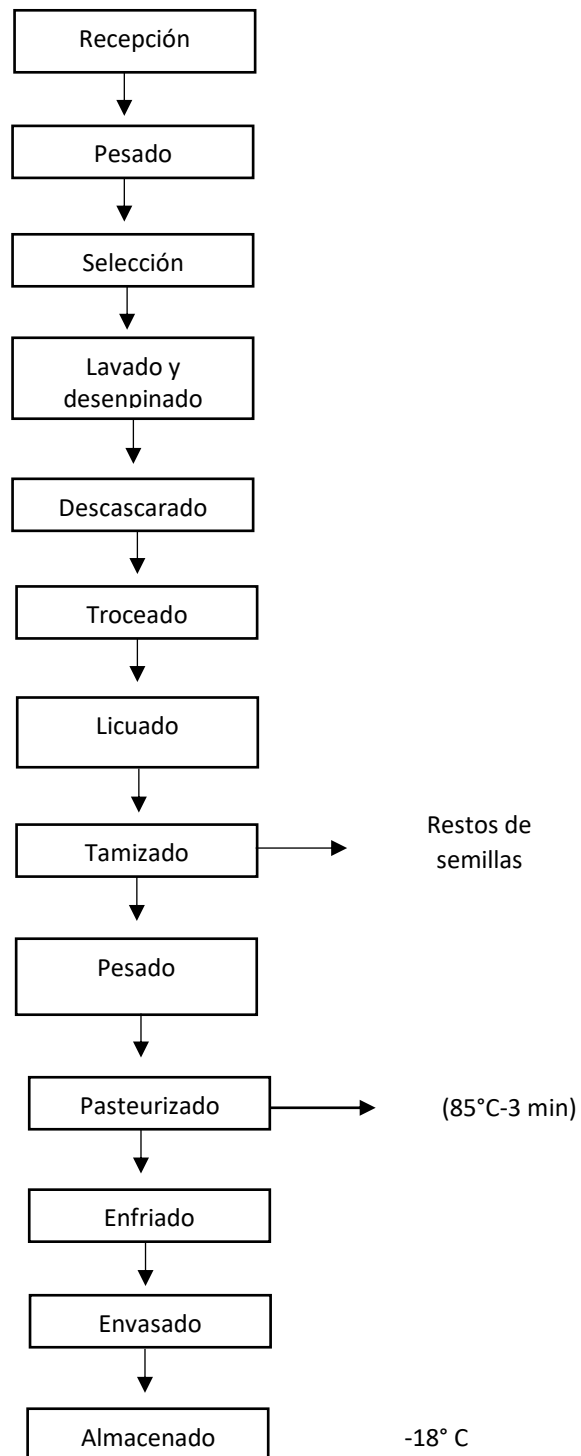 Recepción
Pesado
Selección
Lavado y
desenpinado
Descascarado
Troceado
Licuado
Tamizado
Restos de
semillas
Pesado
Pasteurizado
(85°C-3 min)
Enfriado
Envasado
Almacenado
-18° C